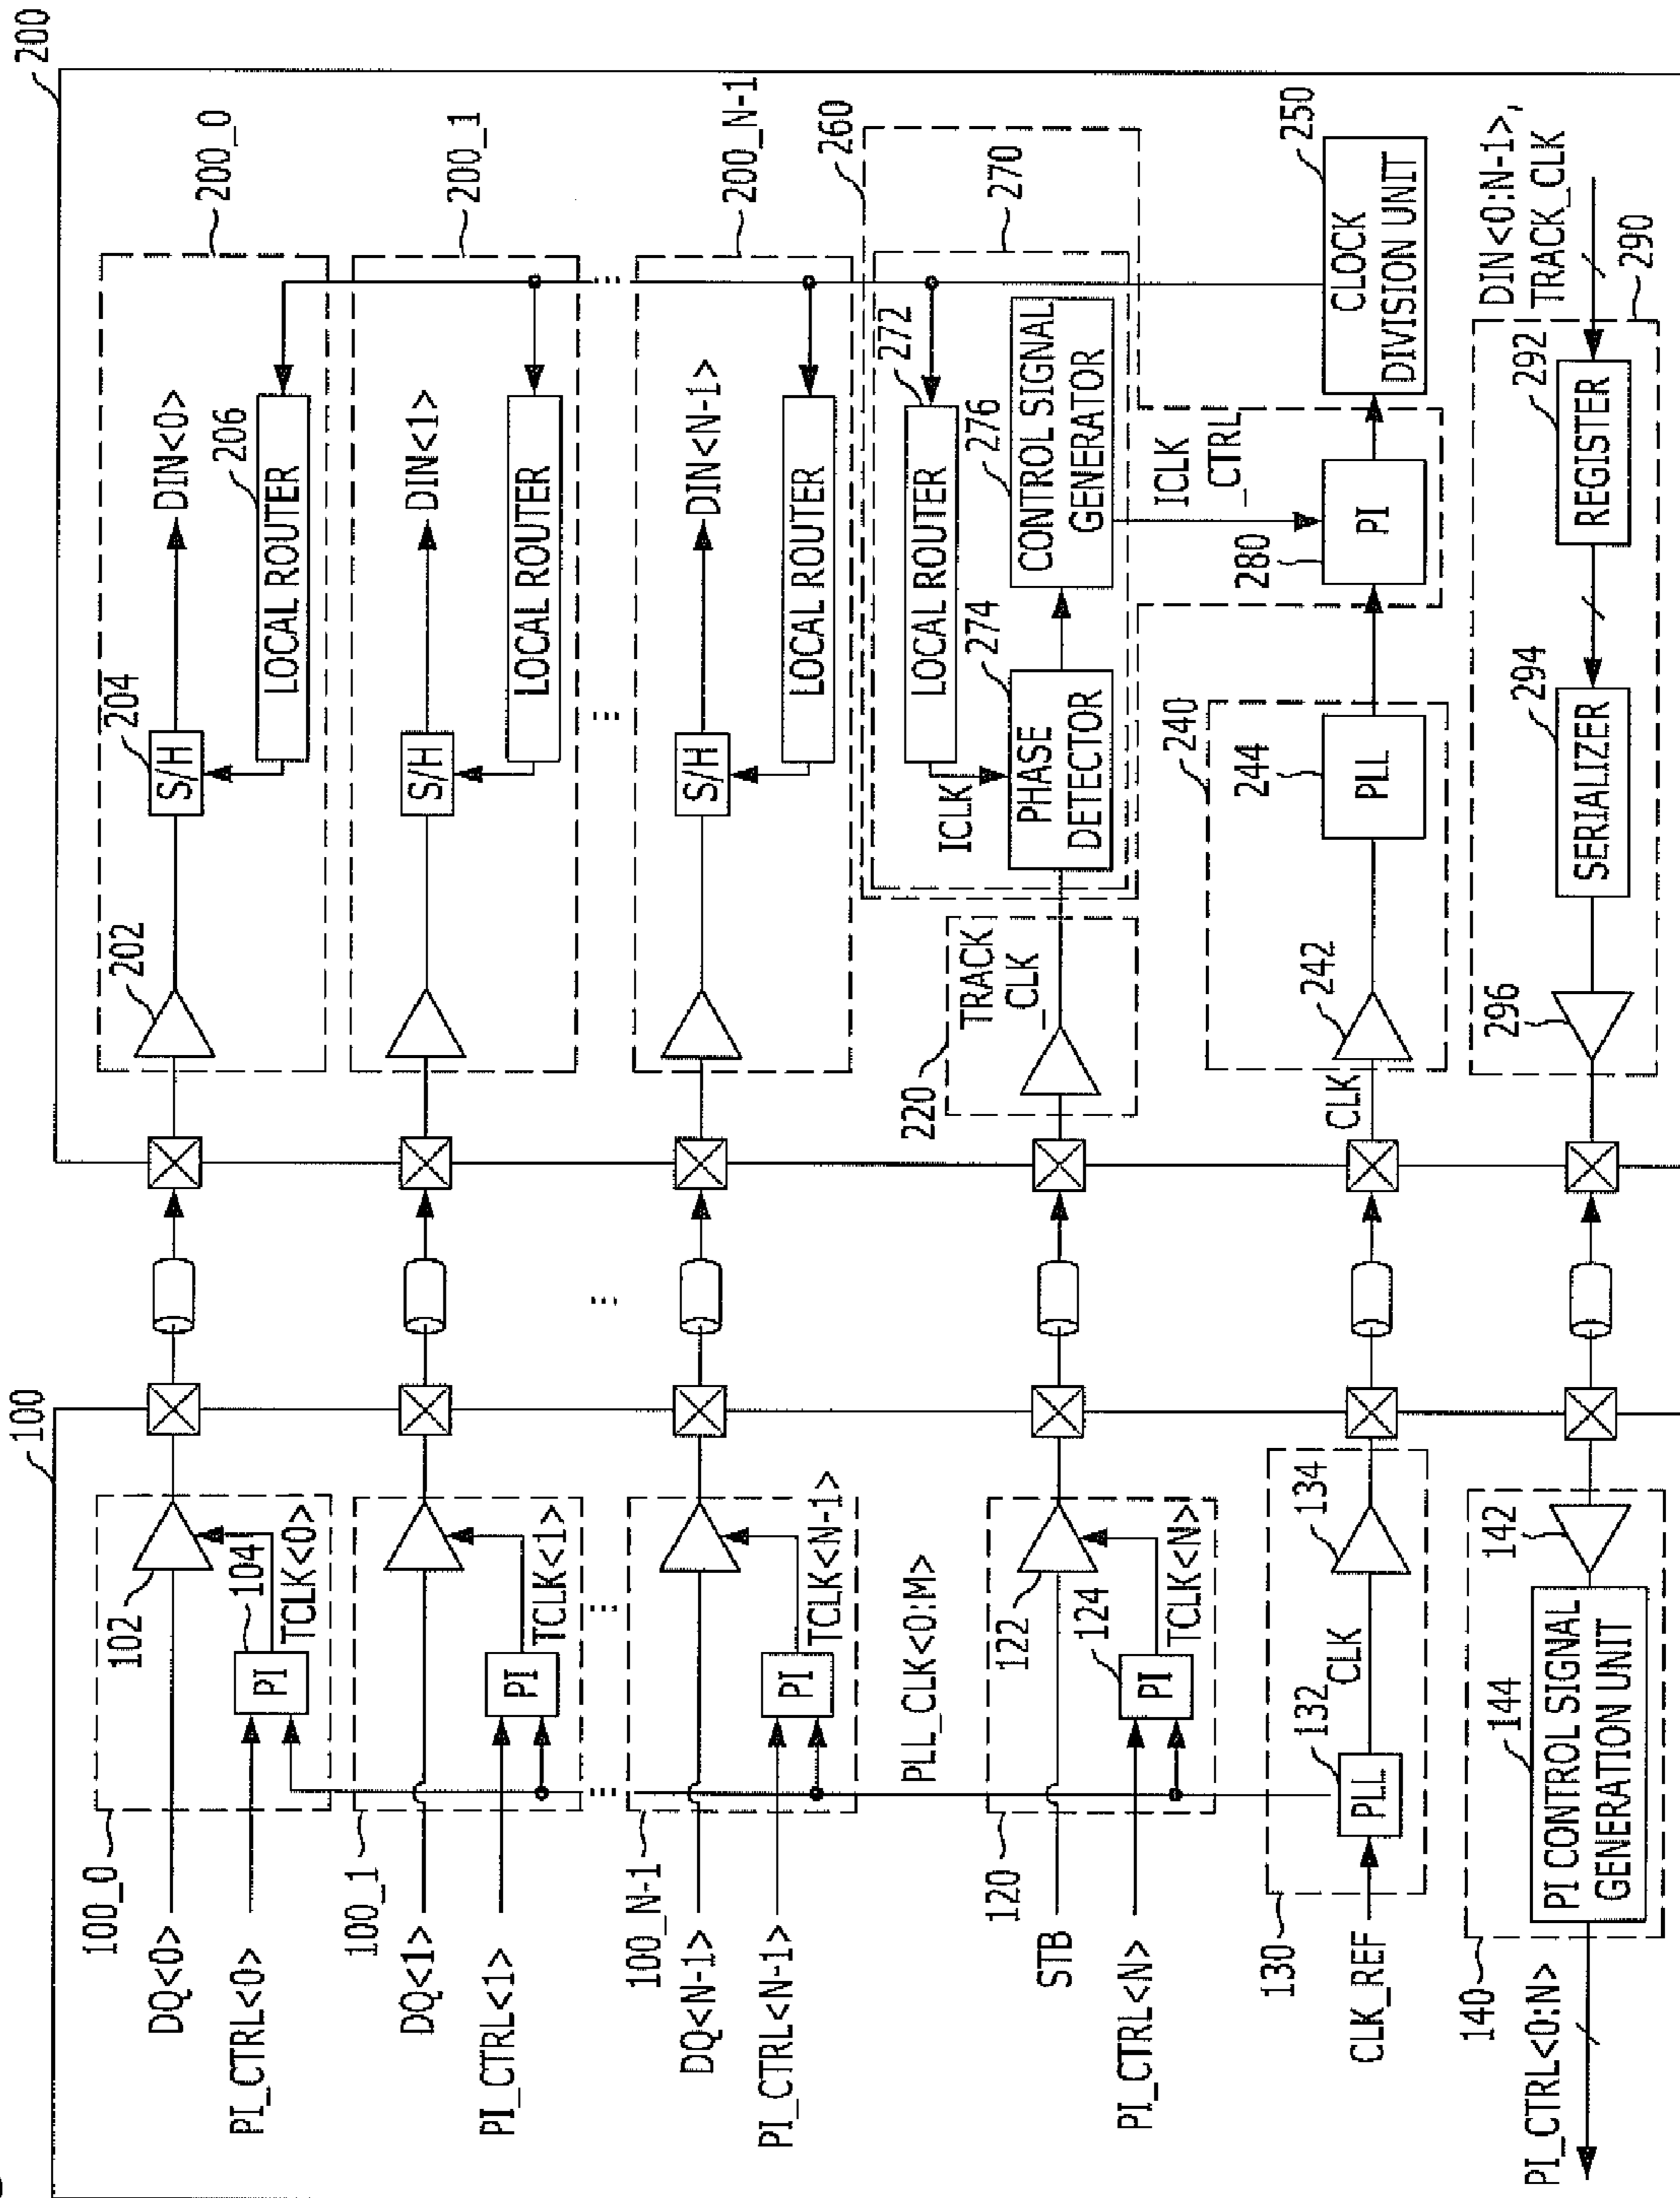 100
200
100_0
DQ<0>
PI_CTRL<0>
102
104
PI
TCLK<0>
202
204
S/H
DIN<0>
206
LOCAL ROUTER
200_0
100_1
DQ<1>
PI_CTRL<1>
PI
TCLK<1>
S/H
DIN<1>
LOCAL ROUTER
200_1
...
...
...
...
...
100_N-1
DQ<N-1>
PI_CTRL<N-1>
PI
TCLK<N-1>
S/H
DIN<N-1>
LOCAL ROUTER
200_N-1
PLL_CLK<0:M>
120
STB
PI_CTRL<N>
122
124
PI
TCLK<N>
220
TRACK
_CLK
260
270
272
LOCAL ROUTER
ICLK
274
PHASE
DETECTOR
276
CONTROL SIGNAL
GENERATOR
ICLK
_CTRL
130
CLK_REF
132
PLL
CLK
134
CLK
240
242
244
PLL
280
PI
250
CLOCK
DIVISION UNIT
140
PI_CTRL<0:N>
144
PI CONTROL SIGNAL
GENERATION UNIT
142
296
294
SERIALIZER
292
REGISTER
290
DIN<0:N-1>,
TRACK_CLK